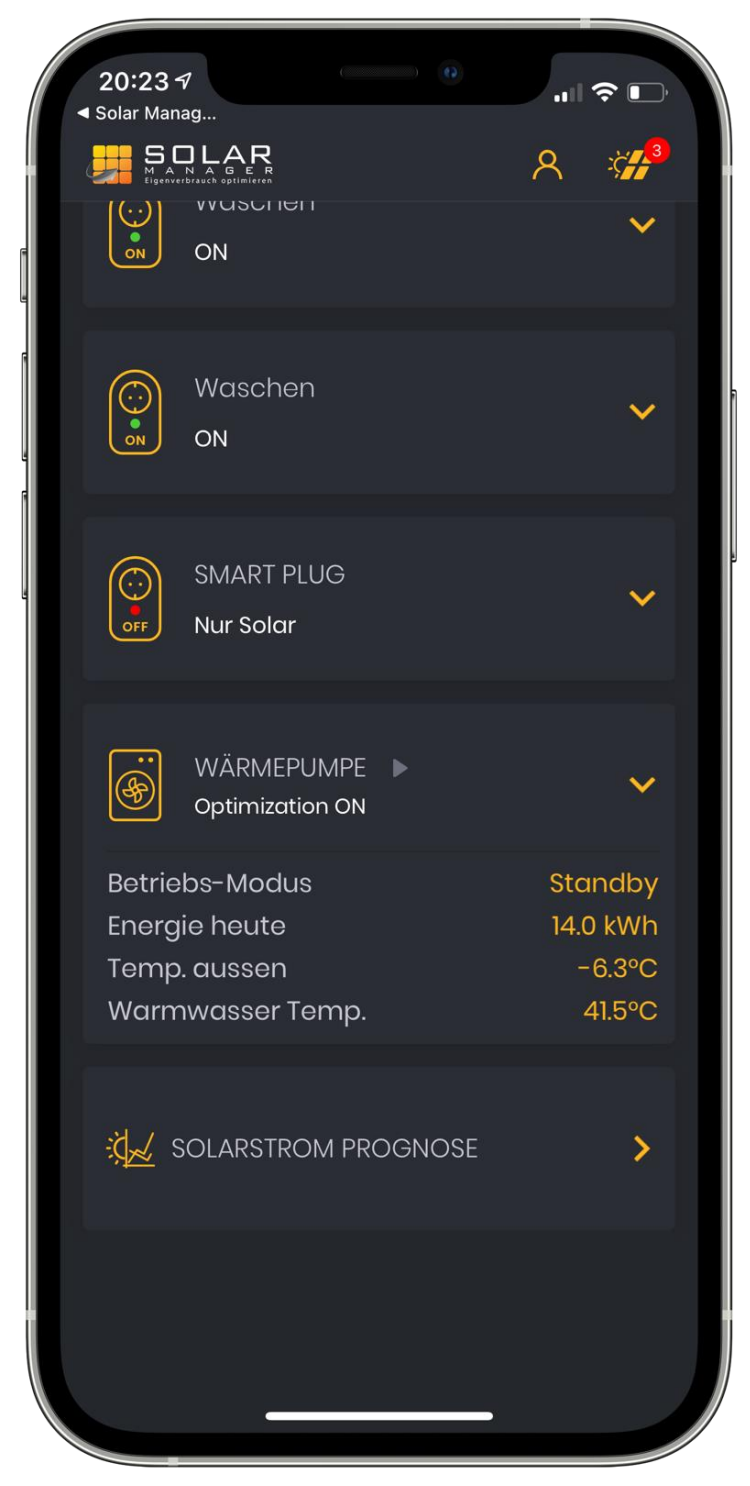 20:23
◀ Solar Manag...
SOLAR
MANAGER
Eigenverbrauch optimieren
3
Waschen
ON
ON
Waschen
ON
ON
SMART PLUG
OFF
Nur Solar
WÄRMEPUMPE
Optimization ON
Betriebs-Modus Standby
Energie heute 14.0 kWh
Temp. aussen -6.3°C
Warmwasser Temp. 41.5°C
SOLARSTROM PROGNOSE